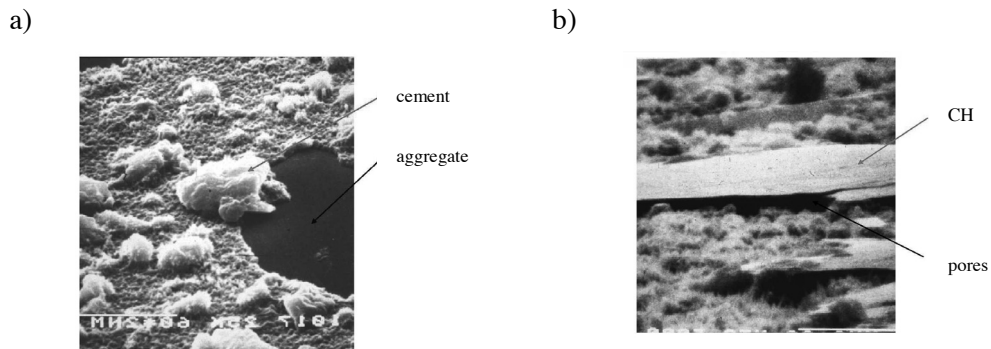 a)
b)
cement
aggregate
CH
pores